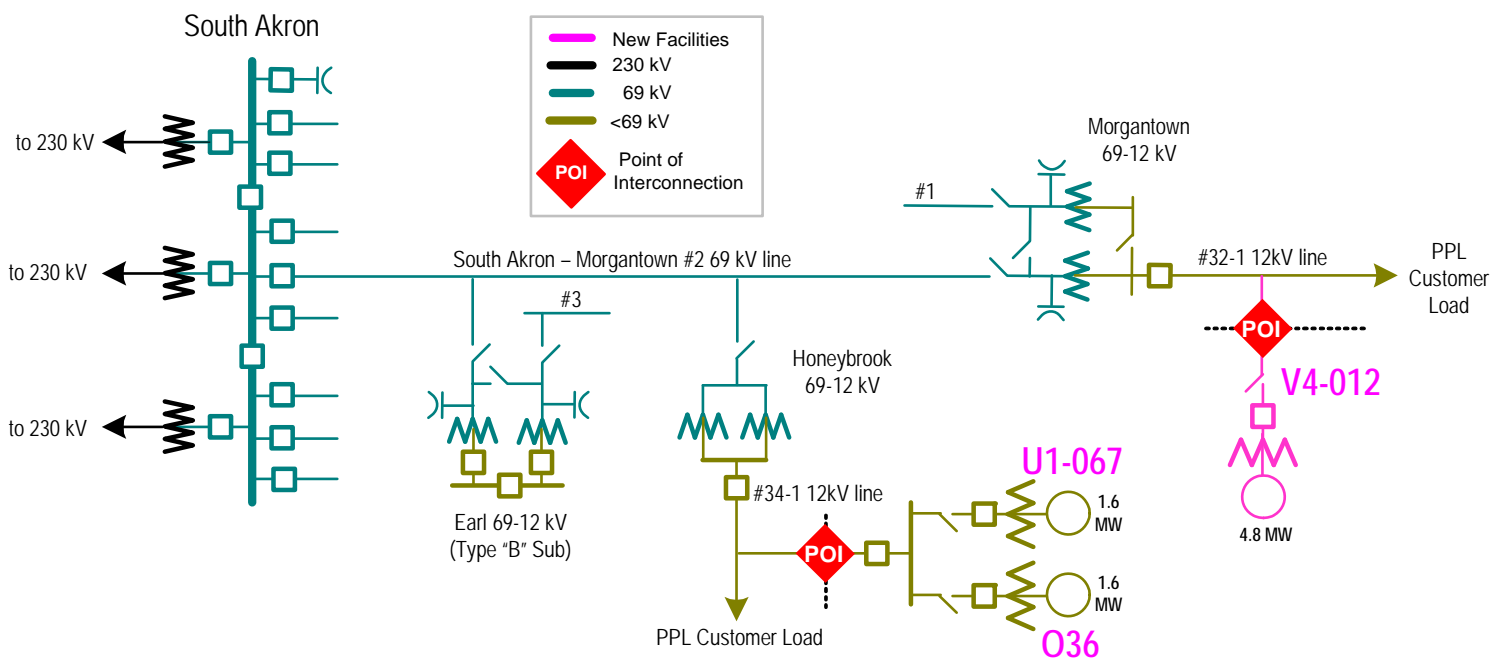 South Akron
New Facilities
230 kV
69 kV
<69 kV
POI
Point of
Interconnection
to 230 kV
to 230 kV
to 230 kV
South Akron – Morgantown #2 69 kV line
#3
#1
Morgantown
69-12 kV
#32-1 12kV line
PPL
Customer
Load
POI
V4-012
4.8 MW
Honeybrook
69-12 kV
Earl 69-12 kV
(Type “B” Sub)
#34-1 12kV line
POI
PPL Customer Load
U1-067
1.6
MW
1.6
MW
O36